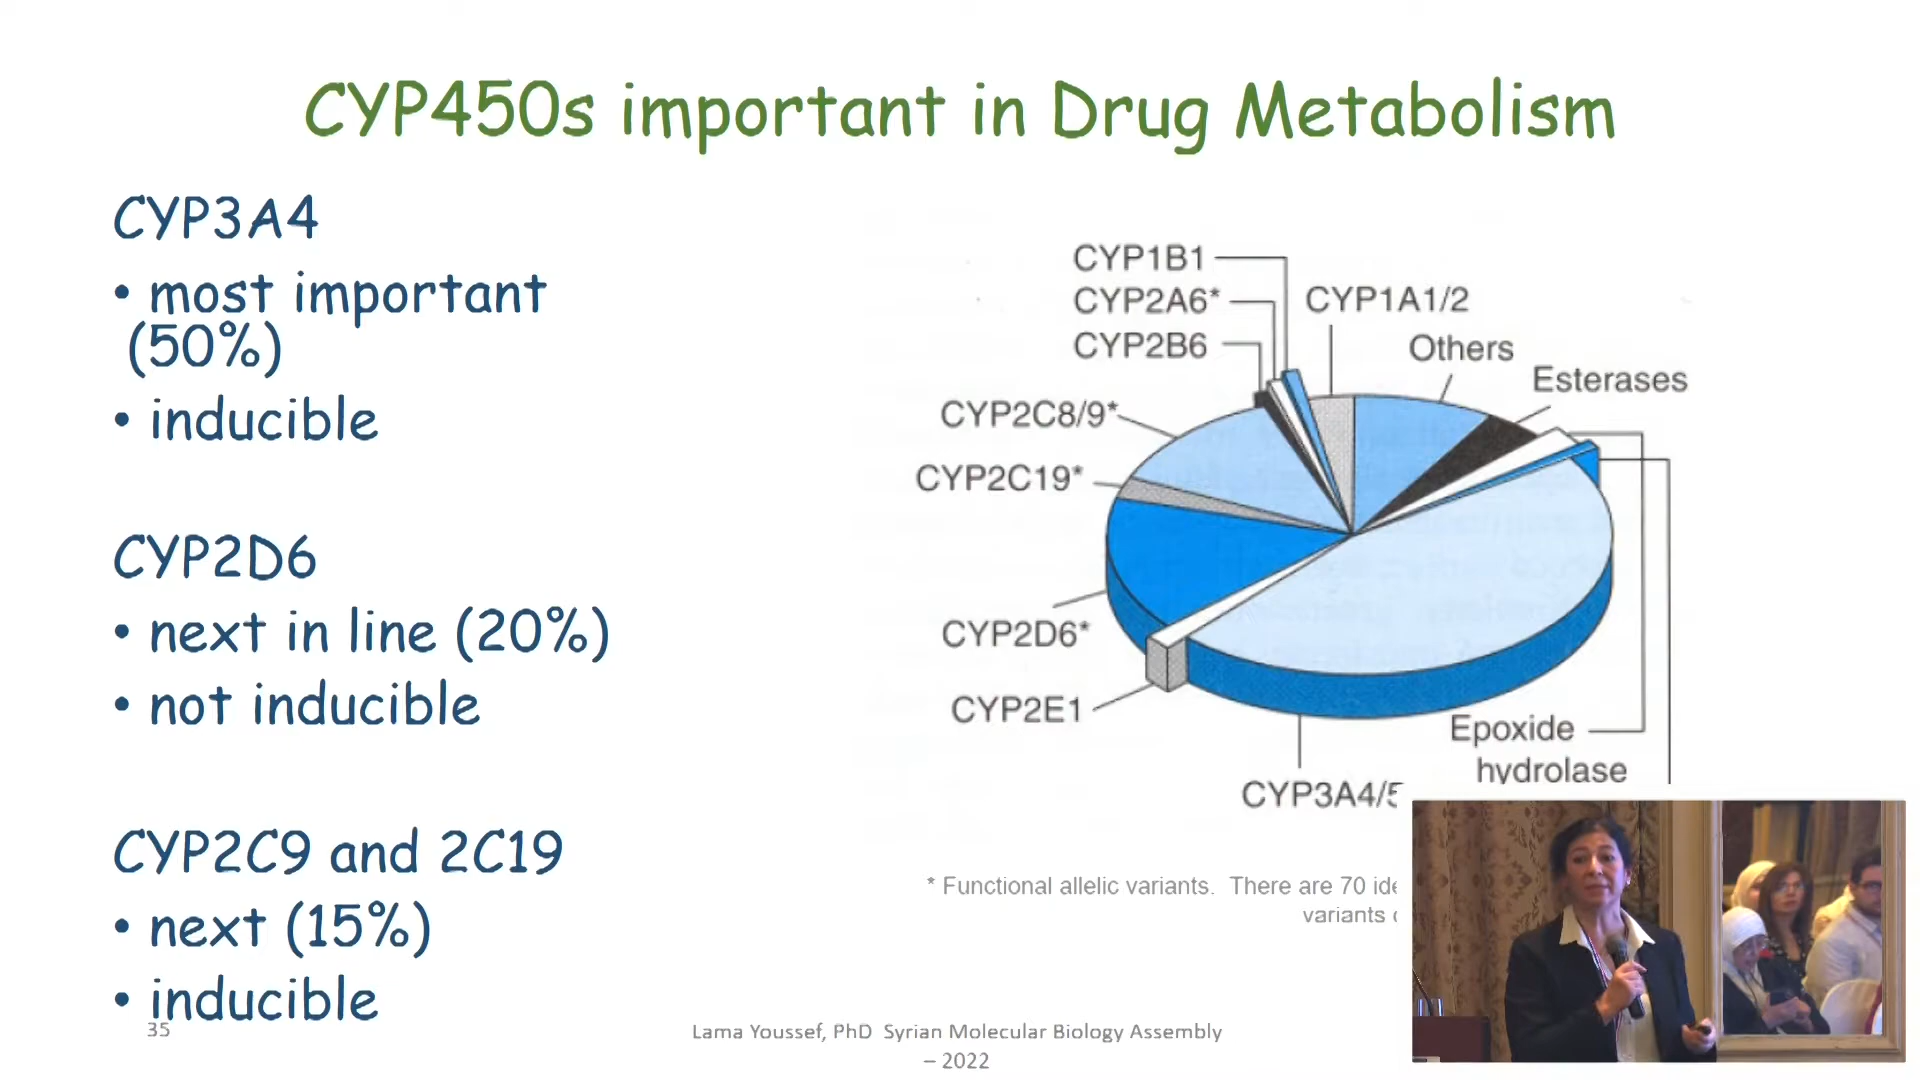 CYP450s important in Drug Metabolism
CYP3A4
• most important
(50%)
• inducible
CYP2D6
• next in line (20%)
• not inducible
CYP2C9 and 2C19
• next (15%)
• inducible
CYP1B1
CYP2A6*
CYP2B6
CYP2C8/9*
CYP2C19*
CYP2D6*
CYP2E1
CYP3A4/5
CYP1A1/2
Others
Esterases
Epoxide
hydrolase
* Functional allelic variants. There are 70
variants
35
Lama Youssef, PhD Syrian Molecular Biology Assembly
– 2022